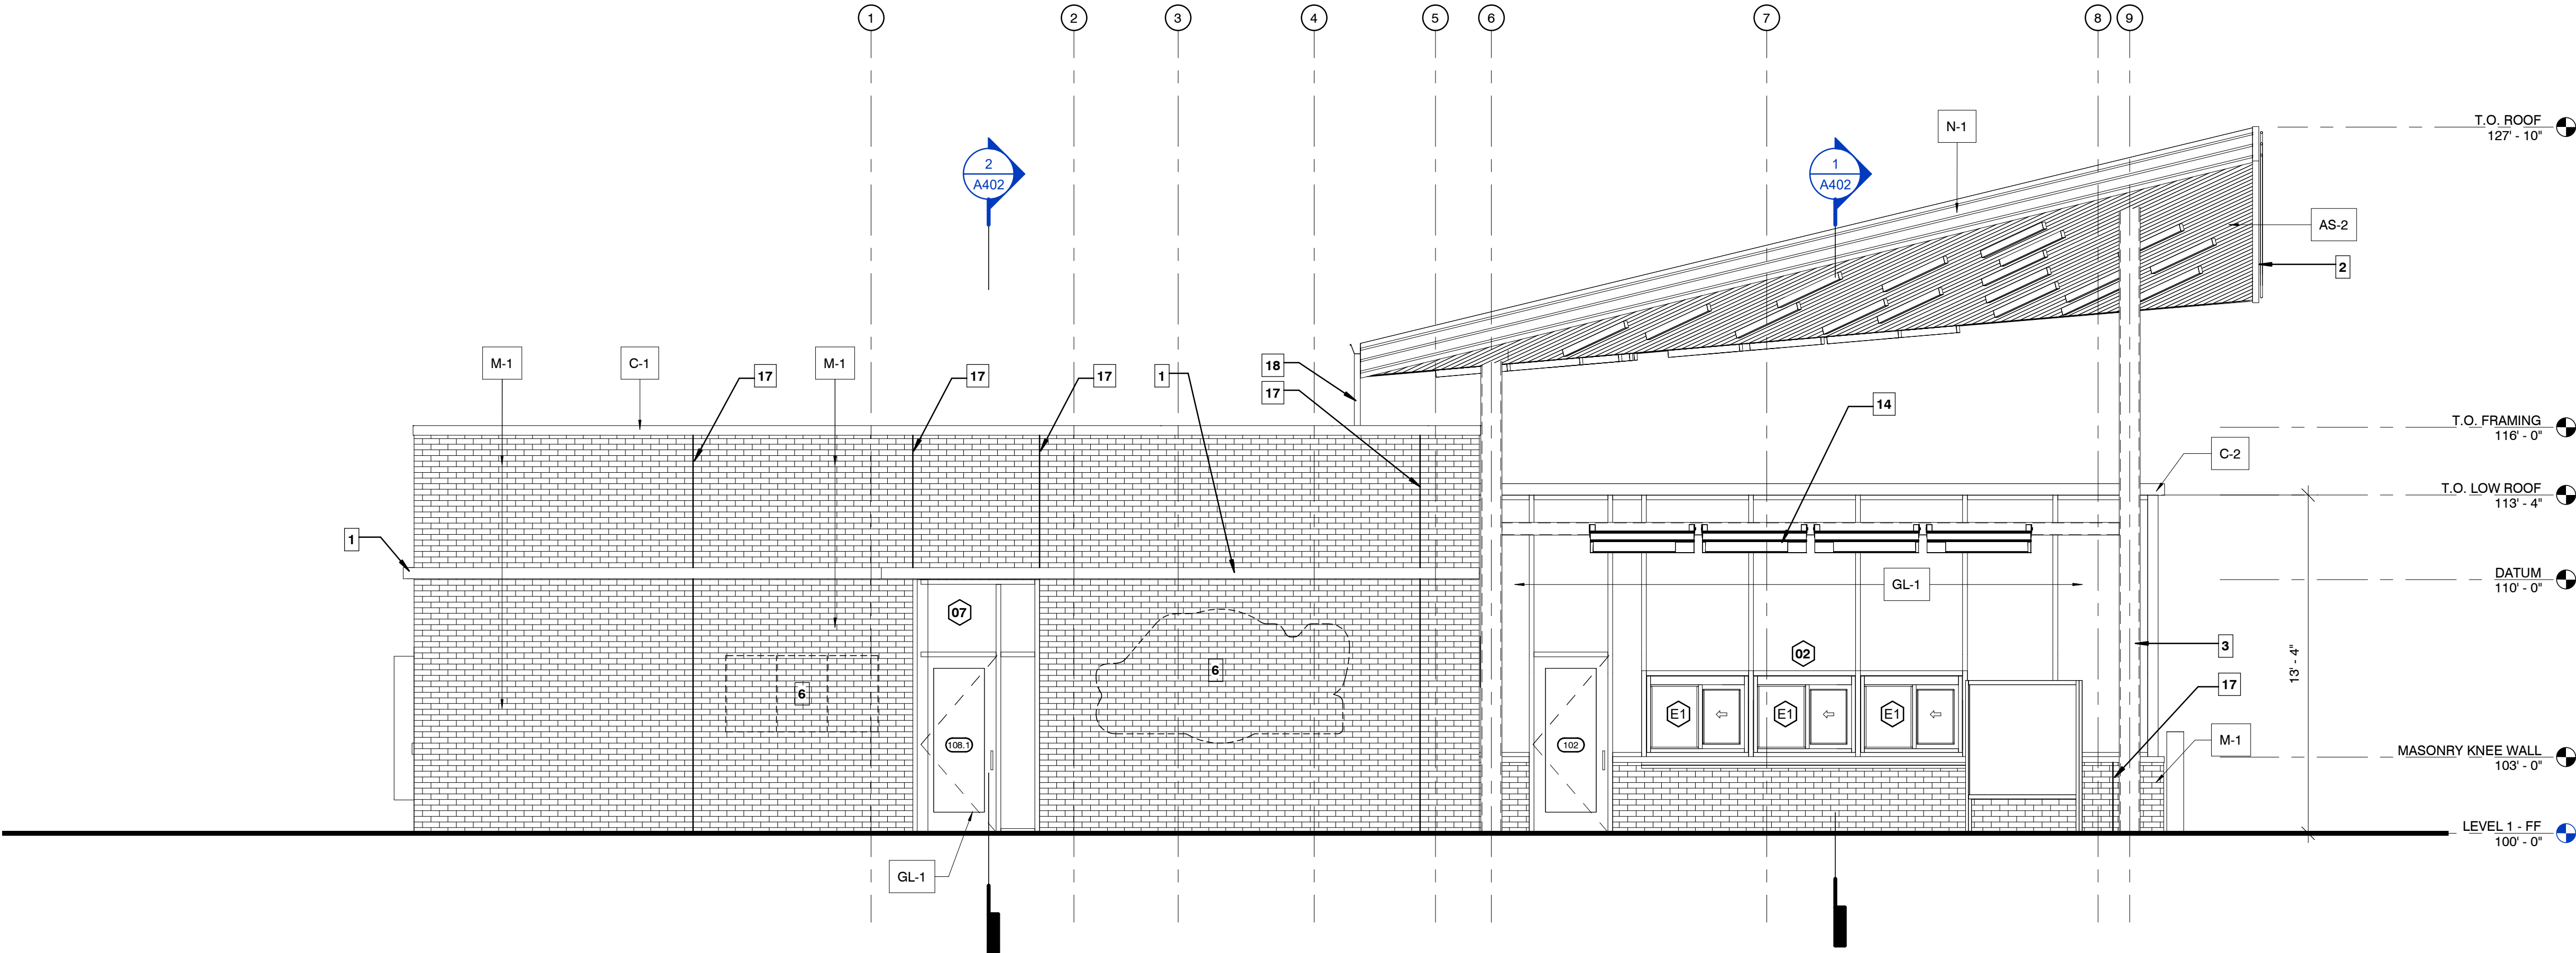 1
2
3
4
5
6
7
8
9
N-1
T.O. ROOF
127' - 10"
2
A402
1
A402
AS-2
2
M-1
C-1
M-1
17
17
17
1
18
17
14
T.O. FRAMING
116' - 0"
C-2
T.O. LOW ROOF
113' - 4"
1
GL-1
DATUM
110' - 0"
07
6
6
02
3
13' - 4"
17
E1
E1
E1
108.1
102
M-1
MASONRY KNEE WALL
103' - 0"
LEVEL 1 - FF
100' - 0"
GL-1